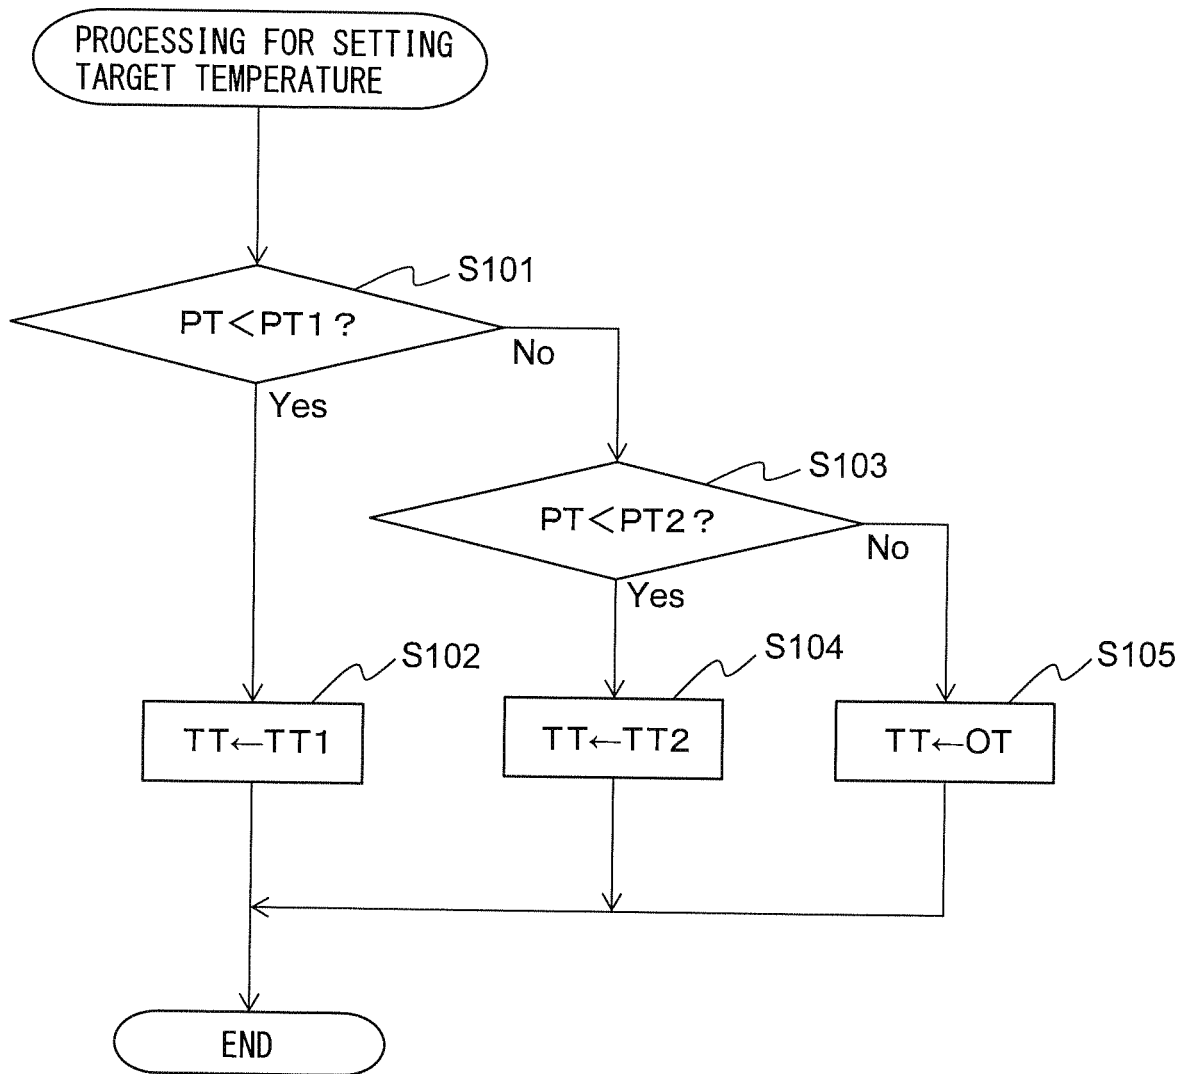 PROCESSING FOR SETTING
TARGET TEMPERATURE
S101
PT＜PT1？
No
Yes
S103
PT＜PT2？
No
Yes
S102
S104
S105
TT←TT1
TT←TT2
TT←OT
END